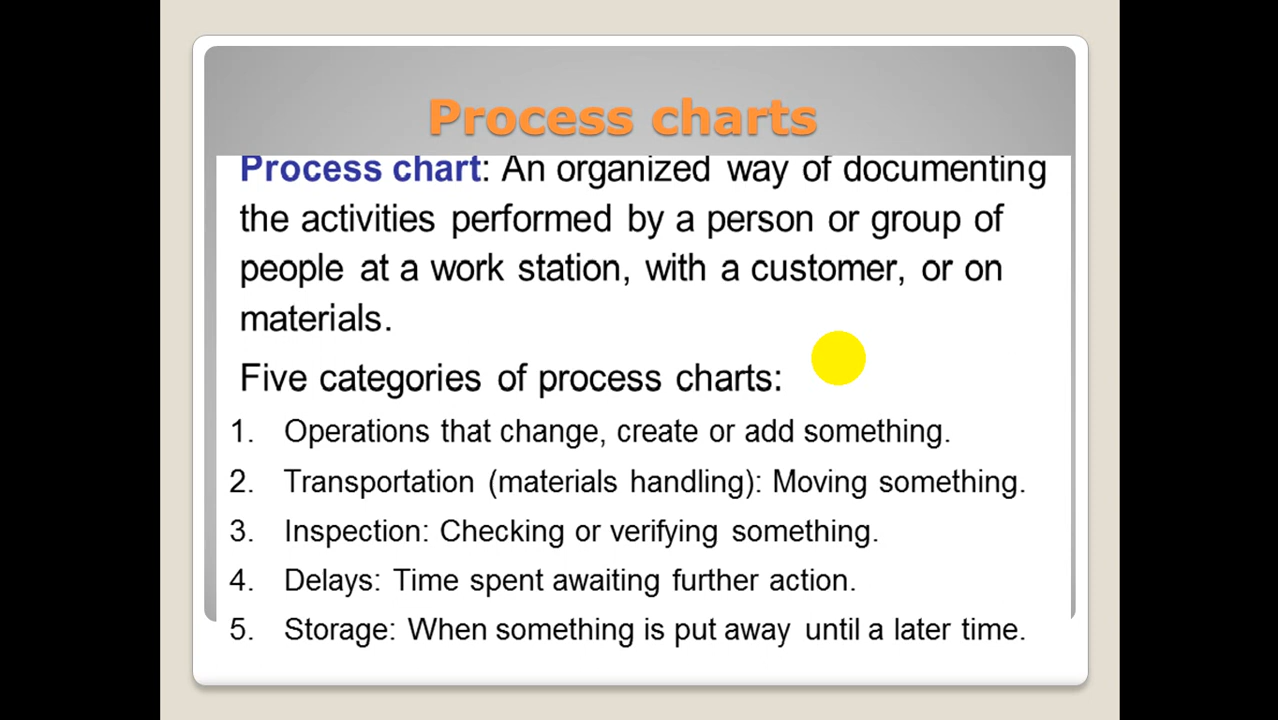 Process charts
Process chart: An organized way of documenting
the activities performed by a person or group of
people at a work station, with a customer, or on
materials.
Five categories of process charts:
1. Operations that change, create or add something.
2. Transportation (materials handling): Moving something.
3. Inspection: Checking or verifying something.
4. Delays: Time spent awaiting further action.
5. Storage: When something is put away until a later time.